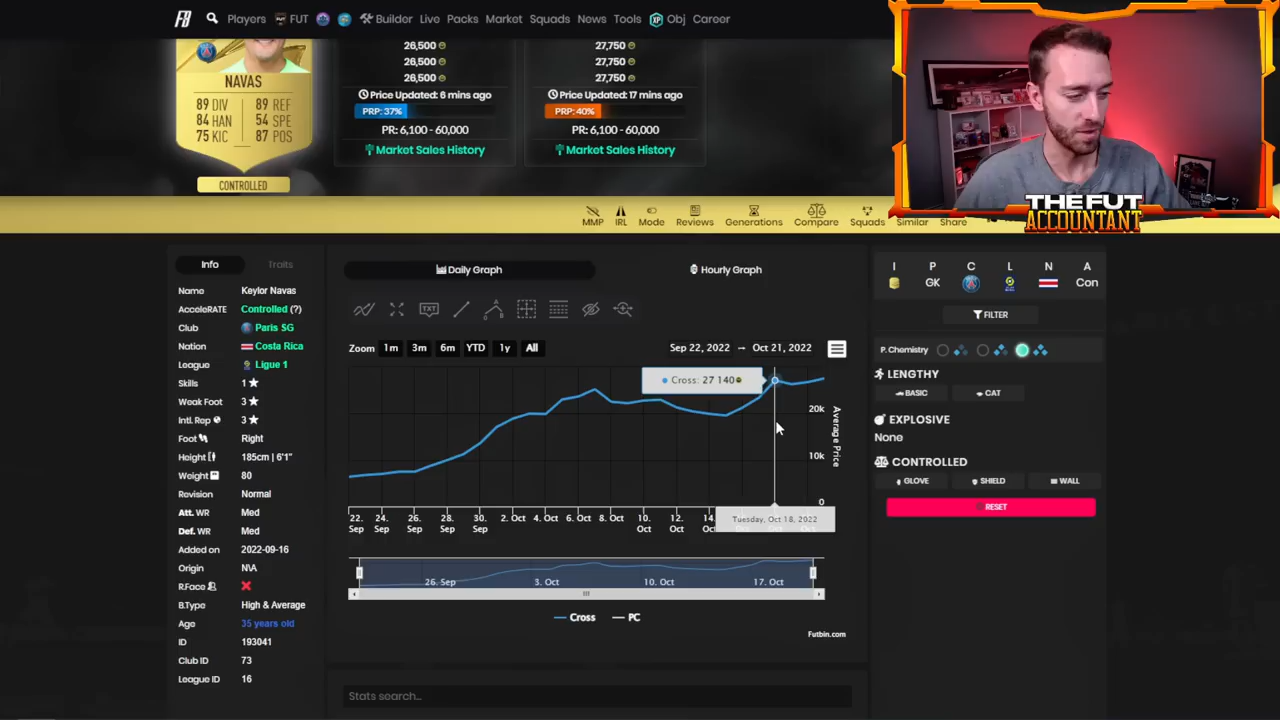 F8
Players
FUT
Builder
Live
Packs
Market
Squads
News
Tools
XP
Obj
Career
NAVAS
89 DIV
89 REF
84 HAN
54 SPE
75 KIC
87 POS
CONTROLLED
26,500
26,500
26,500
Price Updated: 6 mins ago
PRP: 37%
PR: 6,100 - 60,000
Market Sales History
27,750
27,750
27,750
Price Updated: 17 mins ago
PRP: 40%
PR: 6,100 - 60,000
Market Sales History
THE FUT
ACCOUNTANT
MMP
IRL
Mode
Reviews
Generations
Compare
Squads
Similar
Share
Info
Traits
Name Keylor Navas
AcceleRATE Controlled (?)
Club Paris SG
Nation Costa Rica
League Ligue 1
Skills 1
Weak Foot 3
Intl. Rep 3
Foot Right
Height 185cm | 6'1"
Weight 80
Revision Normal
Att. WR Med
Def. WR Med
Added on 2022-09-16
Origin N\A
R.Face
B.Type High & Average
Age 35 years old
ID 193041
Club ID 73
League ID 16
Daily Graph
Hourly Graph
TXT
Zoom 1m 3m 6m YTD 1y All
Sep 22, 2022 → Oct 21, 2022
Cross: 27 140
20k
10k
0
Average Price
22. Sep
24. Sep
26. Sep
28. Sep
30. Sep
2. Oct
4. Oct
6. Oct
8. Oct
10. Oct
12. Oct
14.
Tuesday, Oct 18, 2022
26. Sep
3. Oct
10. Oct
17. Oct
Cross
PC
Futbin.com
Stats search...
I P C L N A
GK
Con
FILTER
P. Chemistry
LENGTHY
BASIC
CAT
EXPLOSIVE
None
CONTROLLED
GLOVE
SHIELD
WALL
RESET